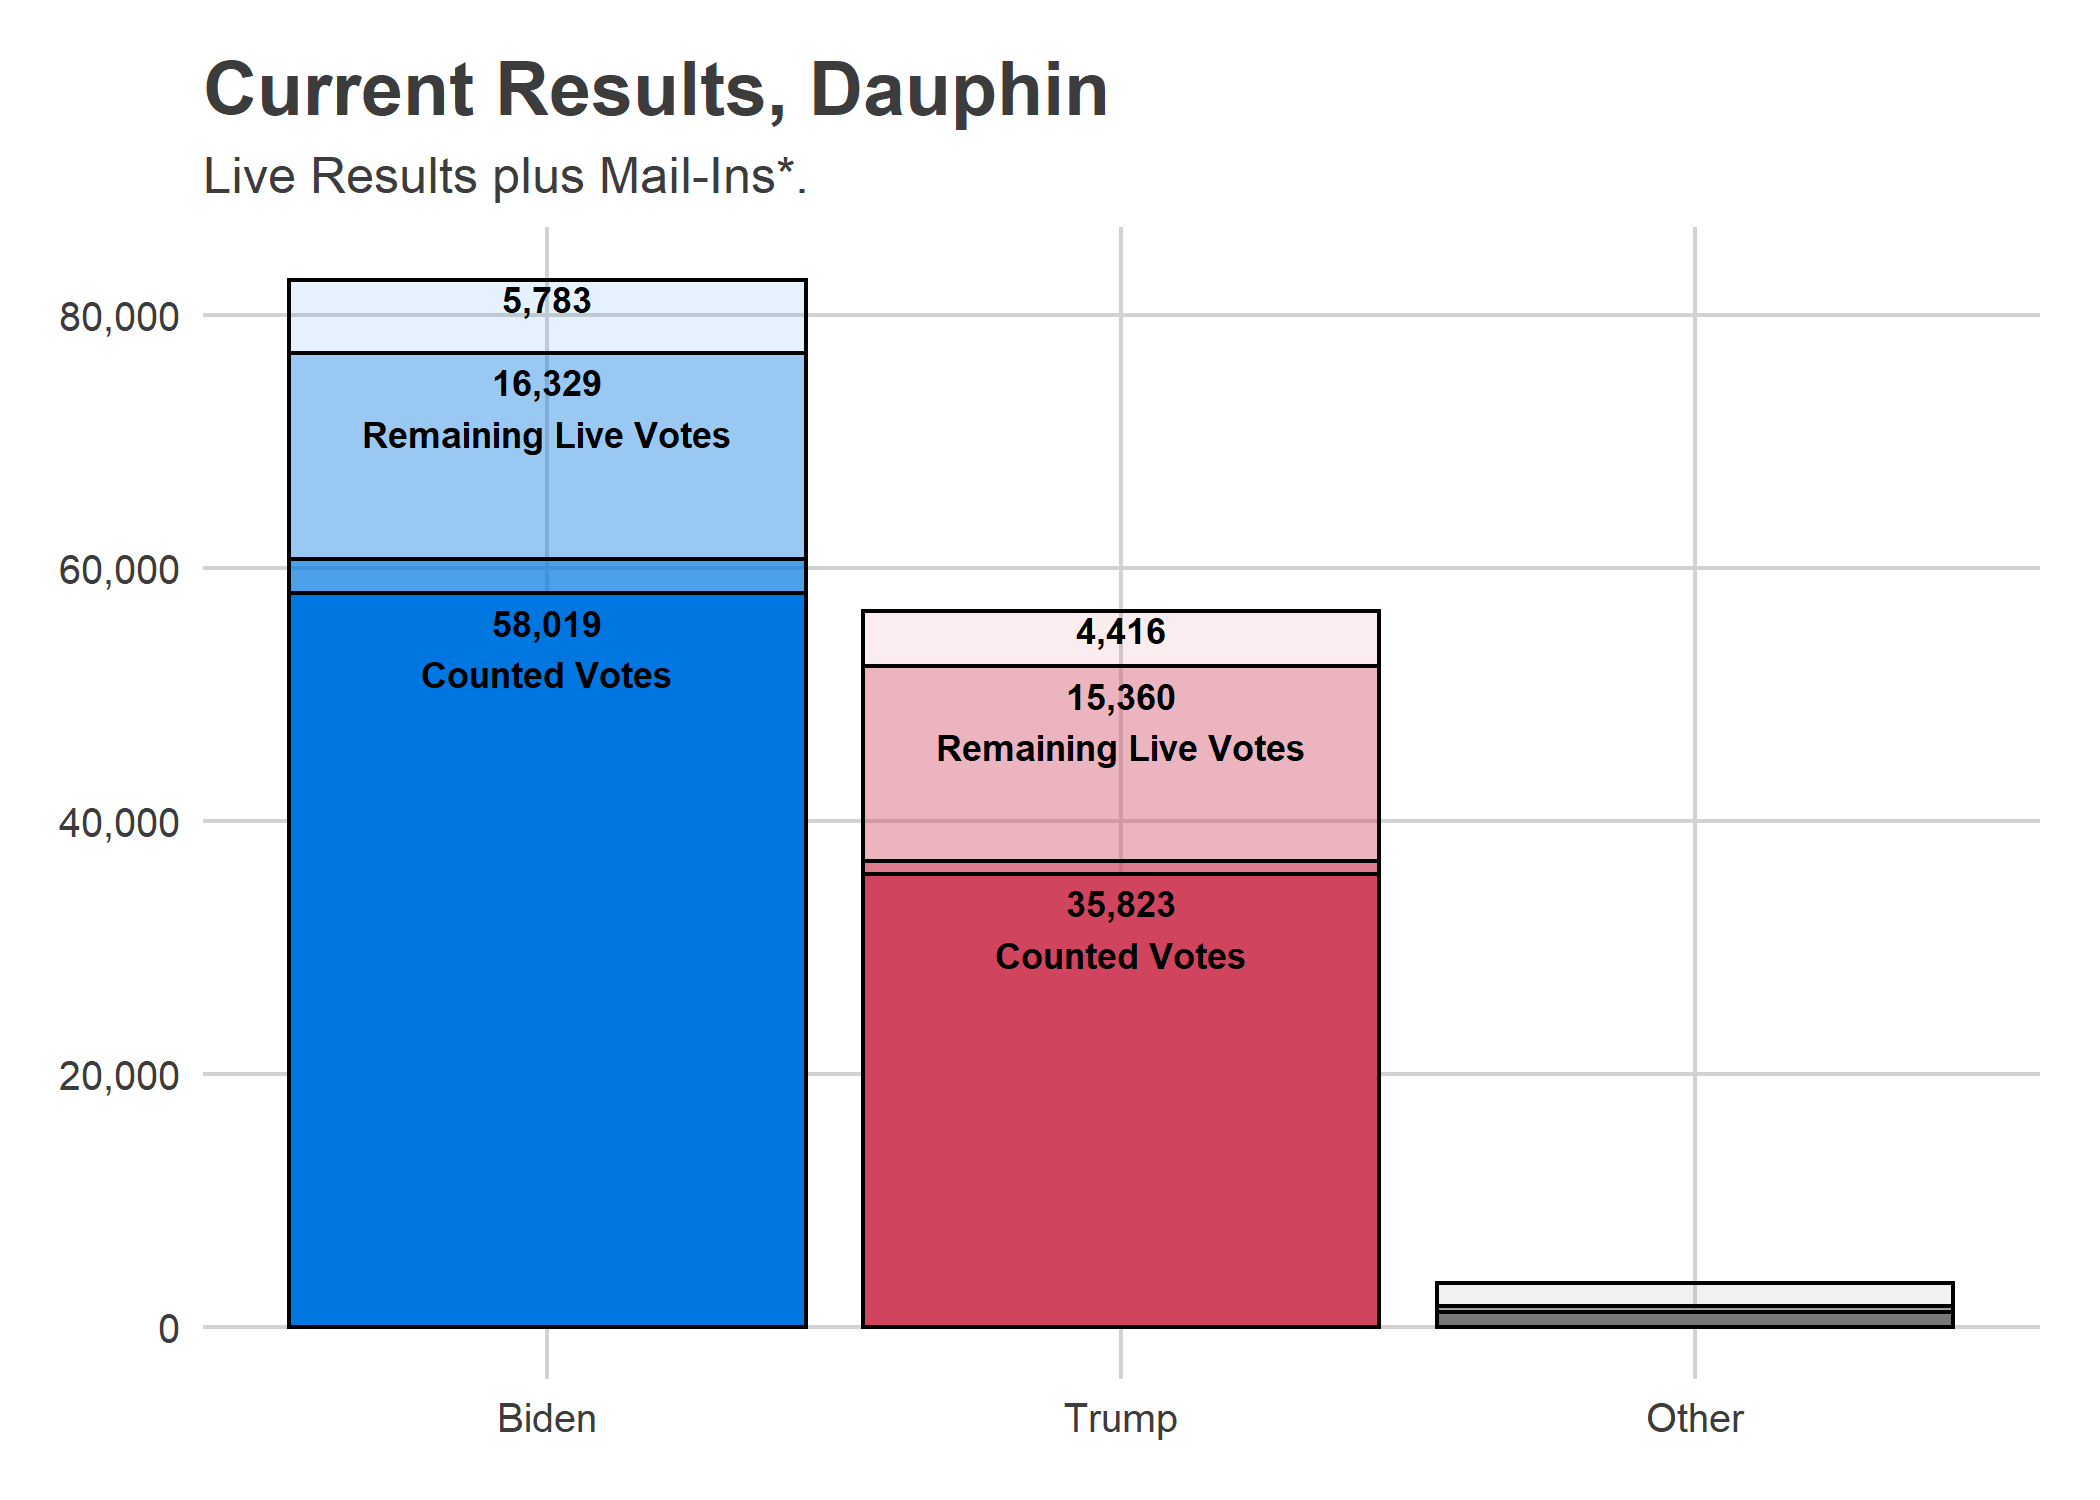 Current Results, Dauphin
Live Results plus Mail-Ins*.
80,000
60,000
40,000
20,000
0
5,783
16,329
Remaining Live Votes
58,019
Counted Votes
4,416
15,360
Remaining Live Votes
35,823
Counted Votes
Biden
Trump
Other